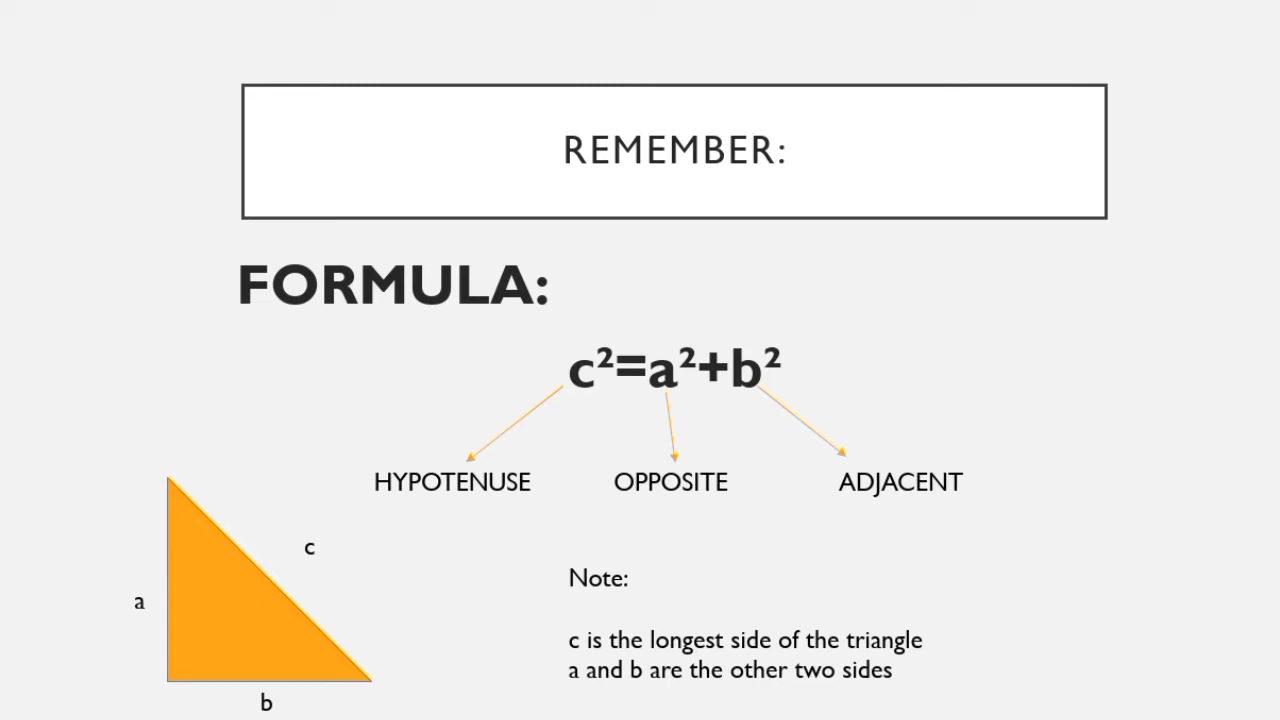 REMEMBER:
FORMULA:
c²=a²+b²
HYPOTENUSE OPPOSITE ADJACENT
c
a
b
Note:
c is the longest side of the triangle
a and b are the other two sides